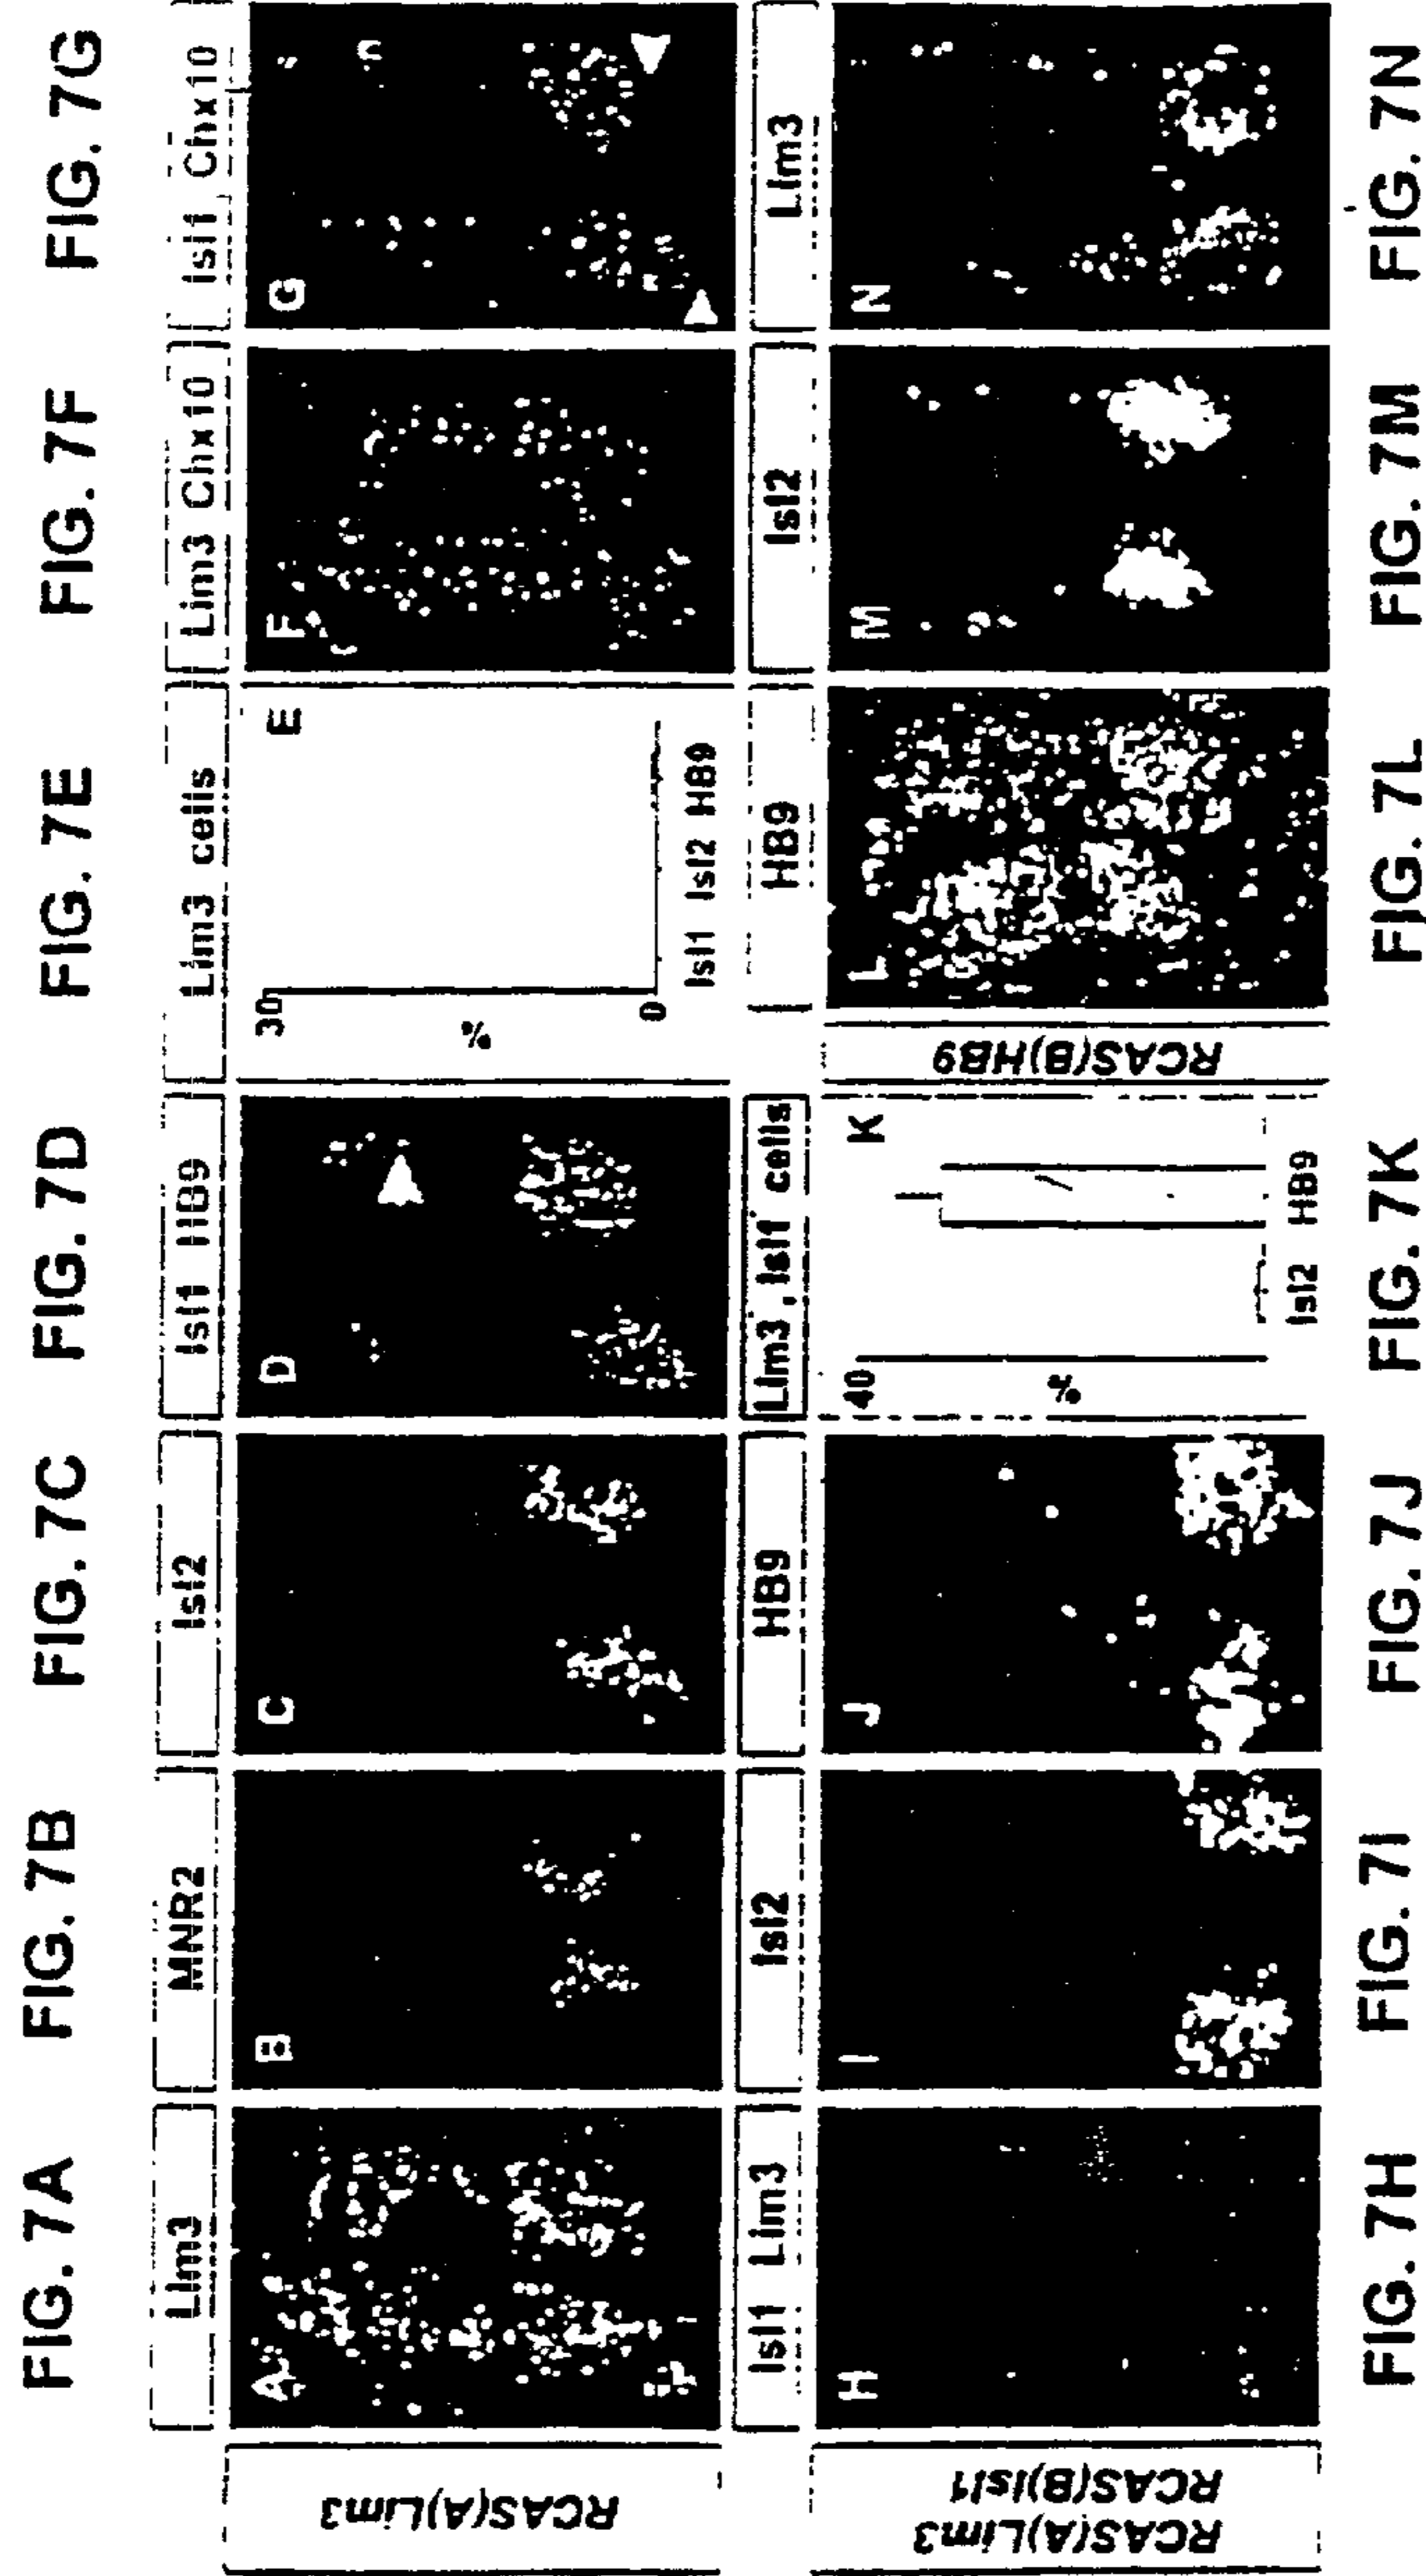 FIG. 7A FIG. 7B FIG. 7C FIG. 7D FIG. 7E FIG. 7F FIG. 7G
Lim3 MNR2 Isl2 Isl1 HB9 Lim3 cells Lim3 Chx10 Isl1 Chx10
RCAS(A)Lim3
A B C D E F G
30
%
0
Isl1 Isl2 HB9
Isl1 Lim3 Isl2 HB9 Lim3, Isl1 cells HB9 Isl2 Lim3
RCAS(A)Lim3
RCAS(B)Isl1
H I J K L M N
40
%
Isl2 HB9
RCAS(B)HB9
FIG. 7H FIG. 7I FIG. 7J FIG. 7K FIG. 7L FIG. 7M FIG. 7N